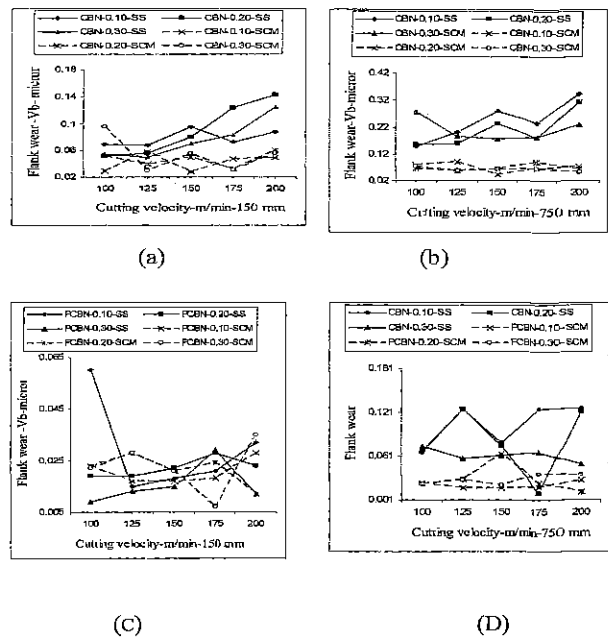 CBN-0.10-SS CBN-0.20-SS
CBN-0.30-SS CBN-0.10-SCM
CBN-0.20-SCM CBN-0.30-SCM
Flank wear -Vb- micror
0.18
0.14
0.1
0.06
0.02
100 125 150 175 200
Cutting velocity-m/min-150 mm
(a)
CBN-0.10-SS CBN-0.20-SS
CBN-0.30-SS CBN-0.10-SCM
CBN-0.20-SCM CBN-0.30-SCM
Flank wear-Vb-micror
0.42
0.32
0.22
0.12
0.02
100 125 150 175 200
Cutting velocity-m/min-750 mm
(b)
PCBN-0.10-SS PCBN-0.20-SS
PCBN-0.30-SS PCBN-0.10-SCM
PCBN-0.20-SCM PCBN-0.30-SCM
Flank wear -Vb-micror
0.065
0.045
0.025
0.005
100 125 150 175 200
Cutting velocity-m/min-150 mm
(C)
CBN-0.10-SS CBN-0.20-SS
CBN-0.30-SS PCBN-0.10-SCM
PCBN-0.20-SCM PCBN-0.30-SCM
Flank wear
0.181
0.121
0.061
0.001
100 125 150 175 200
Cutting velocity-m/min-750 mm
(D)